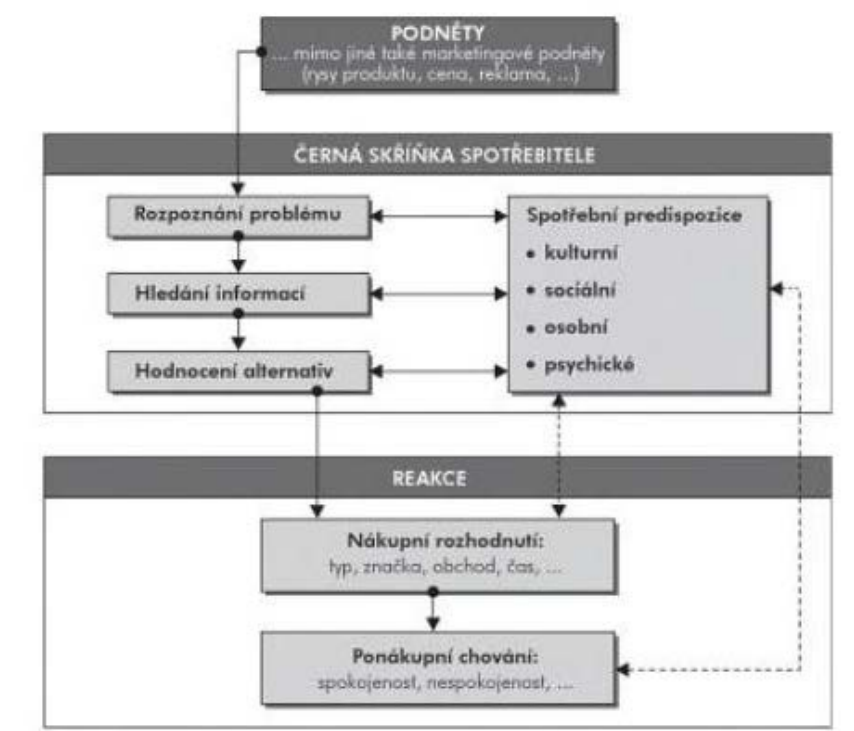 PODNĚTY
... mimo jiné také marketingové podněty
(rysy produktu, cena, reklama, ...)
ČERNÁ SKŘÍŇKA SPOTŘEBITELE
Rozpoznání problému
Hledání informací
Hodnocení alternativ
Spotřební predispozice
• kulturní
• sociální
• osobní
• psychické
REAKCE
Nákupní rozhodnutí:
typ, značka, obchod, čas, ...
Ponákupní chování:
spokojenost, nespokojenost, ...